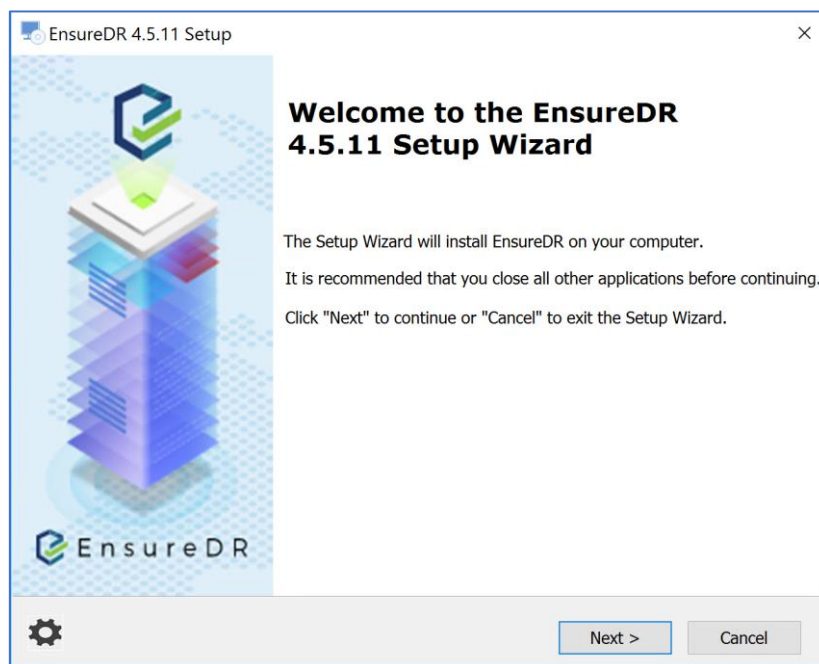 EnsureDR 4.5.11 Setup
Welcome to the EnsureDR
4.5.11 Setup Wizard
The Setup Wizard will install EnsureDR on your computer.
It is recommended that you close all other applications before continuing.
Click "Next" to continue or "Cancel" to exit the Setup Wizard.
EnsureDR
Next >
Cancel